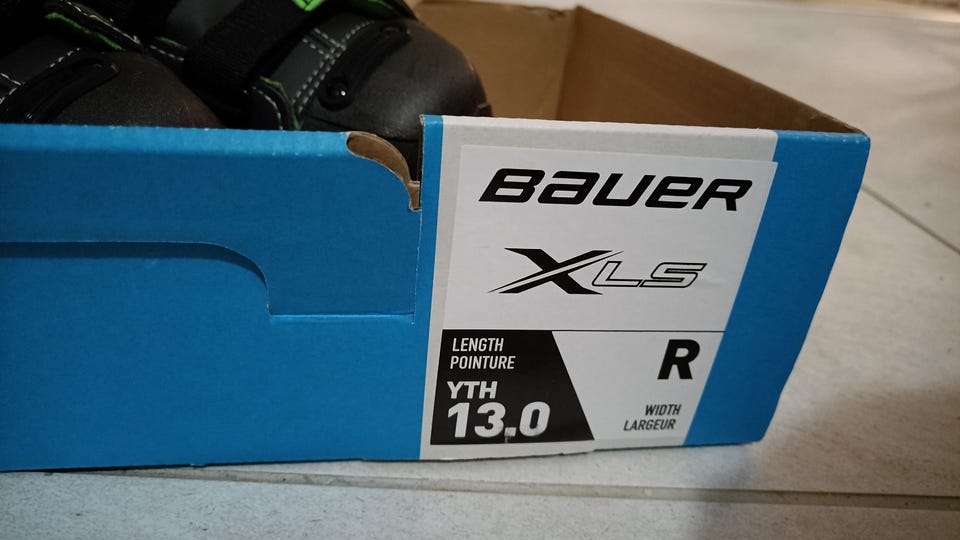 BAUER
XLS
LENGTH
POINTURE
YTH
13.0
R
WIDTH
LARGEUR